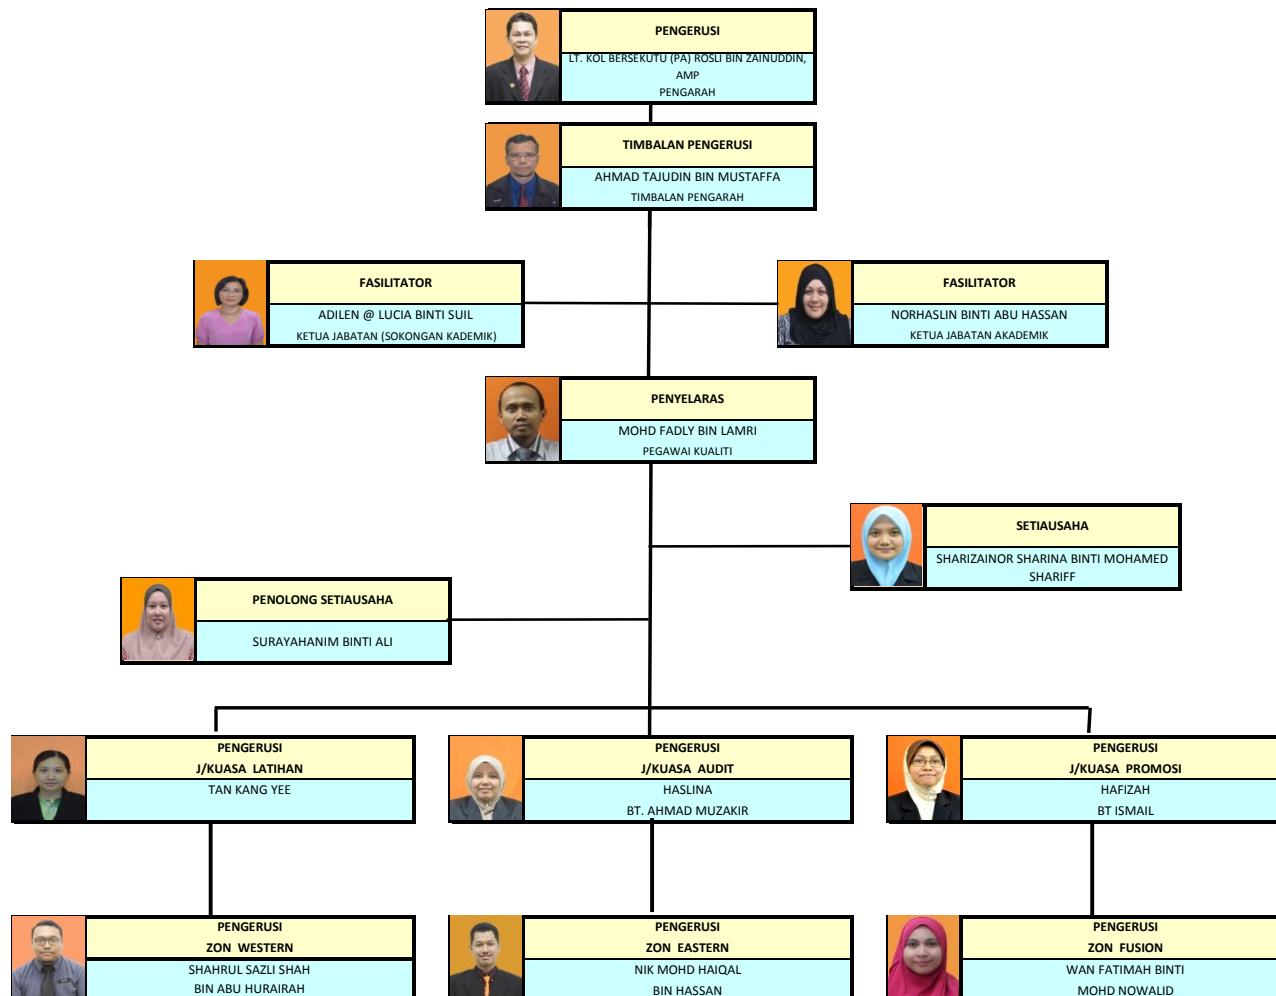 PENGERUSI
LT. KOL BERSEKUTU (PA) ROSLI BIN ZAINUDDIN,
AMP
PENGARAH
TIMBALAN PENGERUSI
AHMAD TAJUDIN BIN MUSTAFFA
TIMBALAN PENGARAH
FASILITATOR
ADILEN @ LUCIA BINTI SUIL
KETUA JABATAN (SOKONGAN KADEMIK)
FASILITATOR
NORHASLIN BINTI ABU HASSAN
KETUA JABATAN AKADEMIK
PENYELARAS
MOHD FADLY BIN LAMRI
PEGAWAI KUALITI
SETIAUSAHA
SHARIZAINOR SHARINA BINTI MOHAMED
SHARIFF
PENOLONG SETIAUSAHA
SURAYAHANIM BINTI ALI
PENGERUSI
J/KUASA LATIHAN
TAN KANG YEE
PENGERUSI
J/KUASA AUDIT
HASLINA
BT. AHMAD MUZAKIR
PENGERUSI
J/KUASA PROMOSI
HAFIZAH
BT ISMAIL
PENGERUSI
ZON WESTERN
SHAHRUL SAZLI SHAH
BIN ABU HURAIRAH
PENGERUSI
ZON EASTERN
NIK MOHD HAIQAL
BIN HASSAN
PENGERUSI
ZON FUSION
WAN FATIMAH BINTI
MOHD NOWALID